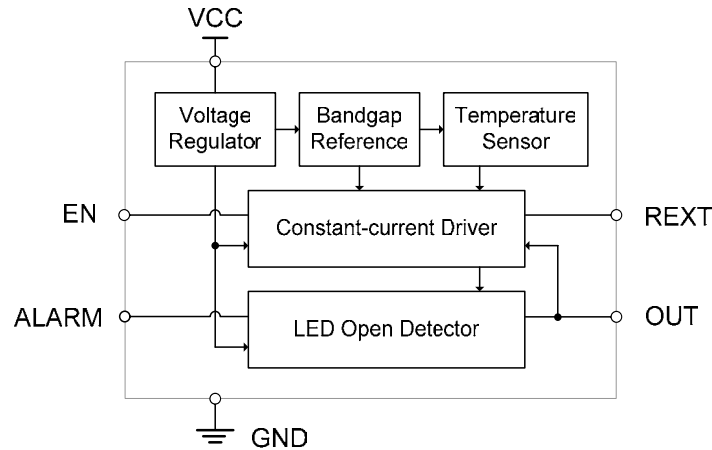 VCC
Voltage
Regulator
Bandgap
Reference
Temperature
Sensor
EN
Constant-current Driver
REXT
ALARM
LED Open Detector
OUT
GND